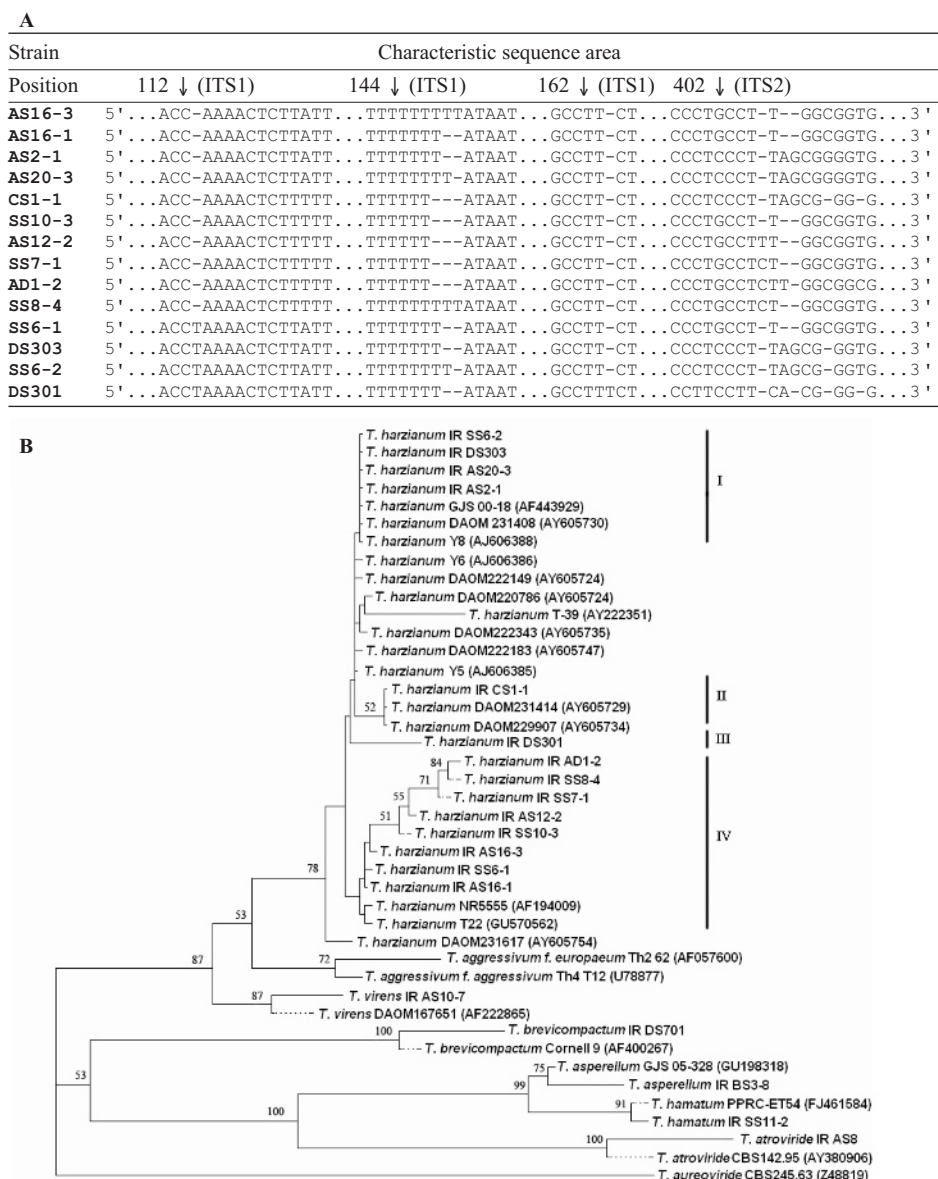 A
Strain Characteristic sequence area
Position 112 ↓ (ITS1) 144 ↓ (ITS1) 162 ↓ (ITS1) 402 ↓ (ITS2)
AS16-3 5'...ACC-AAAACTCTTATT...TTTTTTTTTTATAAT...GCCTT-CT...CCCTGCCT-T--GGCGGTG...3'
AS16-1 5'...ACC-AAAACTCTTATT...TTTTTTTT--ATAAT...GCCTT-CT...CCCTGCCT-T--GGCGGTG...3'
AS2-1 5'...ACC-AAAACTCTTATT...TTTTTTTT--ATAAT...GCCTT-CT...CCCTCCCT-TAGCGGGGTG...3'
AS20-3 5'...ACC-AAAACTCTTATT...TTTTTTTTT-ATAAT...GCCTT-CT...CCCTCCCT-TAGCGGGGTG...3'
CS1-1 5'...ACC-AAAACTCTTATT...TTTTTTT---ATAAT...GCCTT-CT...CCCTCCCT-TAGCG-GG-G...3'
SS10-3 5'...ACC-AAAACTCTTTTT...TTTTTTT---ATAAT...GCCTT-CT...CCCTGCCT-T--GGCGGTG...3'
AS12-2 5'...ACC-AAAACTCTTTTT...TTTTTTT---ATAAT...GCCTT-CT...CCCTGCCTTT--GGCGGTG...3'
SS7-1 5'...ACC-AAAACTCTTTTT...TTTTTTT---ATAAT...GCCTT-CT...CCCTGCCTCT--GGCGGTG...3'
AD1-2 5'...ACC-AAAACTCTTTTT...TTTTTTT---ATAAT...GCCTT-CT...CCCTGCCTCTT-GGCGGCG...3'
SS8-4 5'...ACC-AAAACTCTTTTT...TTTTTTTTTTATAAT...GCCTT-CT...CCCTGCCTCT--GGCGGTG...3'
SS6-1 5'...ACCTAAAACTCTTATT...TTTTTTTT--ATAAT...GCCTT-CT...CCCTGCCT-T--GGCGGTG...3'
DS303 5'...ACCTAAAACTCTTATT...TTTTTTTT--ATAAT...GCCTT-CT...CCCTCCCT-TAGCG-GGTG...3'
SS6-2 5'...ACCTAAAACTCTTATT...TTTTTTTTT-ATAAT...GCCTT-CT...CCCTCCCT-TAGCG-GGTG...3'
DS301 5'...ACCTAAAACTCTTATT...TTTTTTTT--ATAAT...GCCTTTCT...CCTTCCTT-CA-CG-GG-G...3'
B
T. harzianum IR SS6-2
T. harzianum IR DS303
T. harzianum IR AS20-3
I
T. harzianum IR AS2-1
T. harzianum GJS 00-18 (AF443929)
T. harzianum DAOM 231408 (AY605730)
T. harzianum Y8 (AJ606388)
T. harzianum Y6 (AJ606386)
T. harzianum DAOM222149 (AY605724)
T. harzianum DAOM220786 (AY605724)
T. harzianum T-39 (AY222351)
T. harzianum DAOM222343 (AY605735)
T. harzianum DAOM222183 (AY605747)
T. harzianum Y5 (AJ606385)
T. harzianum IR CS1-1
II
52 T. harzianum DAOM231414 (AY605729)
T. harzianum DAOM229907 (AY605734)
T. harzianum IR DS301 III
84 T. harzianum IR AD1-2
71 T. harzianum IR SS8-4
55 T. harzianum IR SS7-1
51 T. harzianum IR AS12-2
T. harzianum IR SS10-3 IV
T. harzianum IR AS16-3
78 T. harzianum IR SS6-1
T. harzianum IR AS16-1
T. harzianum NR5555 (AF194009)
53 T. harzianum T22 (GU570562)
T. harzianum DAOM231617 (AY605754)
87 72 T. aggressivum f. europaeum Th2 62 (AF057600)
T. aggressivum f. aggressivum Th4 T12 (U78877)
87 T. virens IR AS10-7
T. virens DAOM167651 (AF222865)
100 T. brevicompactum IR DS701
T. brevicompactum Cornell 9 (AF400267)
53 75 T. asperellum GJS 05-328 (GU198318)
99 T. asperellum IR BS3-8
91 T. hamatum PPRC-ET54 (FJ461584)
100 T. hamatum IR SS11-2
100 T. atroviride IR AS8
T. atroviride CBS142.95 (AY380906)
T. aureoviride CBS245.63 (Z48819)